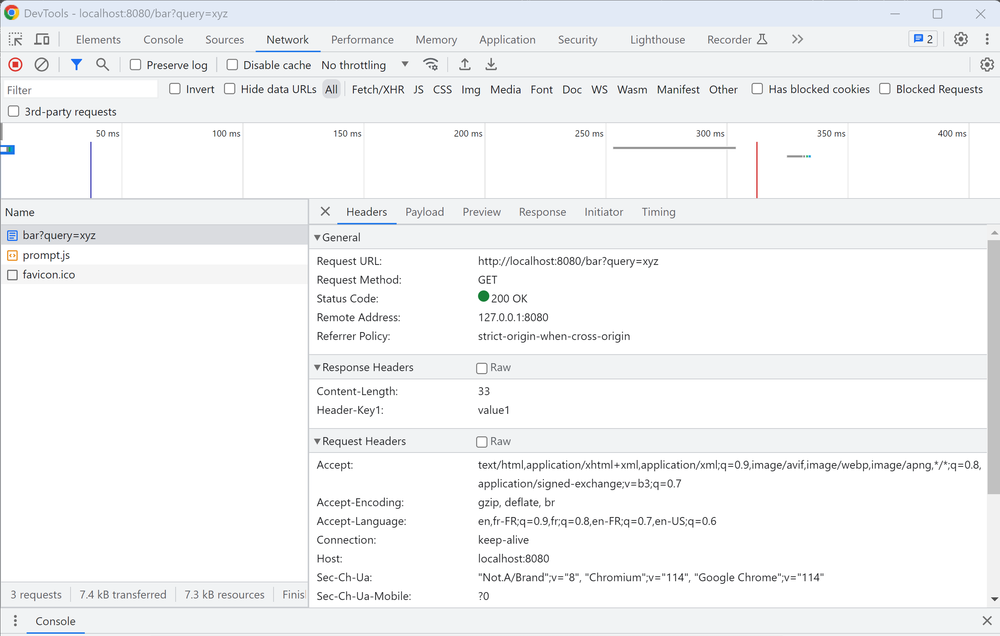 DevTools - localhost:8080/bar?query=xyz
Elements Console Sources Network Performance Memory Application Security Lighthouse Recorder 2
Preserve log Disable cache No throttling
Filter Invert Hide data URLs All Fetch/XHR JS CSS Img Media Font Doc WS Wasm Manifest Other Has blocked cookies Blocked Requests
3rd-party requests
50 ms 100 ms 150 ms 200 ms 250 ms 300 ms 350 ms 400 ms
Name
bar?query=xyz
prompt.js
favicon.ico
3 requests 7.4 kB transferred 7.3 kB resources
Headers Payload Preview Response Initiator Timing
General
Request URL: http://localhost:8080/bar?query=xyz
Request Method: GET
Status Code: 200 OK
Remote Address: 127.0.0.1:8080
Referrer Policy: strict-origin-when-cross-origin
Response Headers Raw
Content-Length: 33
Header-Key1: value1
Request Headers Raw
Accept: text/html,application/xhtml+xml,application/xml;q=0.9,image/avif,image/webp,image/apng,*/*;q=0.8,
application/signed-exchange;v=b3;q=0.7
Accept-Encoding: gzip, deflate, br
Accept-Language: en,fr-FR;q=0.9,fr;q=0.8,en-FR;q=0.7,en-US;q=0.6
Connection: keep-alive
Host: localhost:8080
Sec-Ch-Ua: "Not.A/Brand";v="8", "Chromium";v="114", "Google Chrome";v="114"
Sec-Ch-Ua-Mobile: ?0
Console